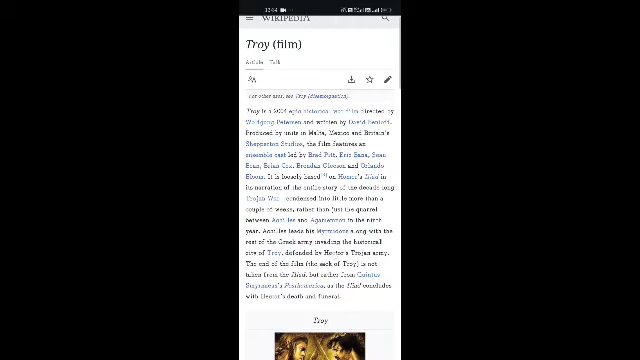 12:54
WIKIPEDIA
Troy (film)
Article Talk
For other uses, see Troy (disambiguation).
Troy is a 2004 epic historical war film directed by
Wolfgang Petersen and written by David Benioff.
Produced by units in Malta, Mexico and Britain's
Shepperton Studios, the film features an
ensemble cast led by Brad Pitt, Eric Bana, Sean
Bean, Brian Cox, Brendan Gleeson and Orlando
Bloom. It is loosely based[4] on Homer's Iliad in
its narration of the entire story of the decade long
Trojan War—condensed into little more than a
couple of weeks, rather than just the quarrel
between Achilles and Agamemnon in the ninth
year. Achilles leads his Myrmidons along with the
rest of the Greek army invading the historical
city of Troy, defended by Hector's Trojan army.
The end of the film (the sack of Troy) is not
taken from the Iliad, but rather from Quintus
Smyrnaeus's Posthomerica, as the Iliad concludes
with Hector's death and funeral.
Troy